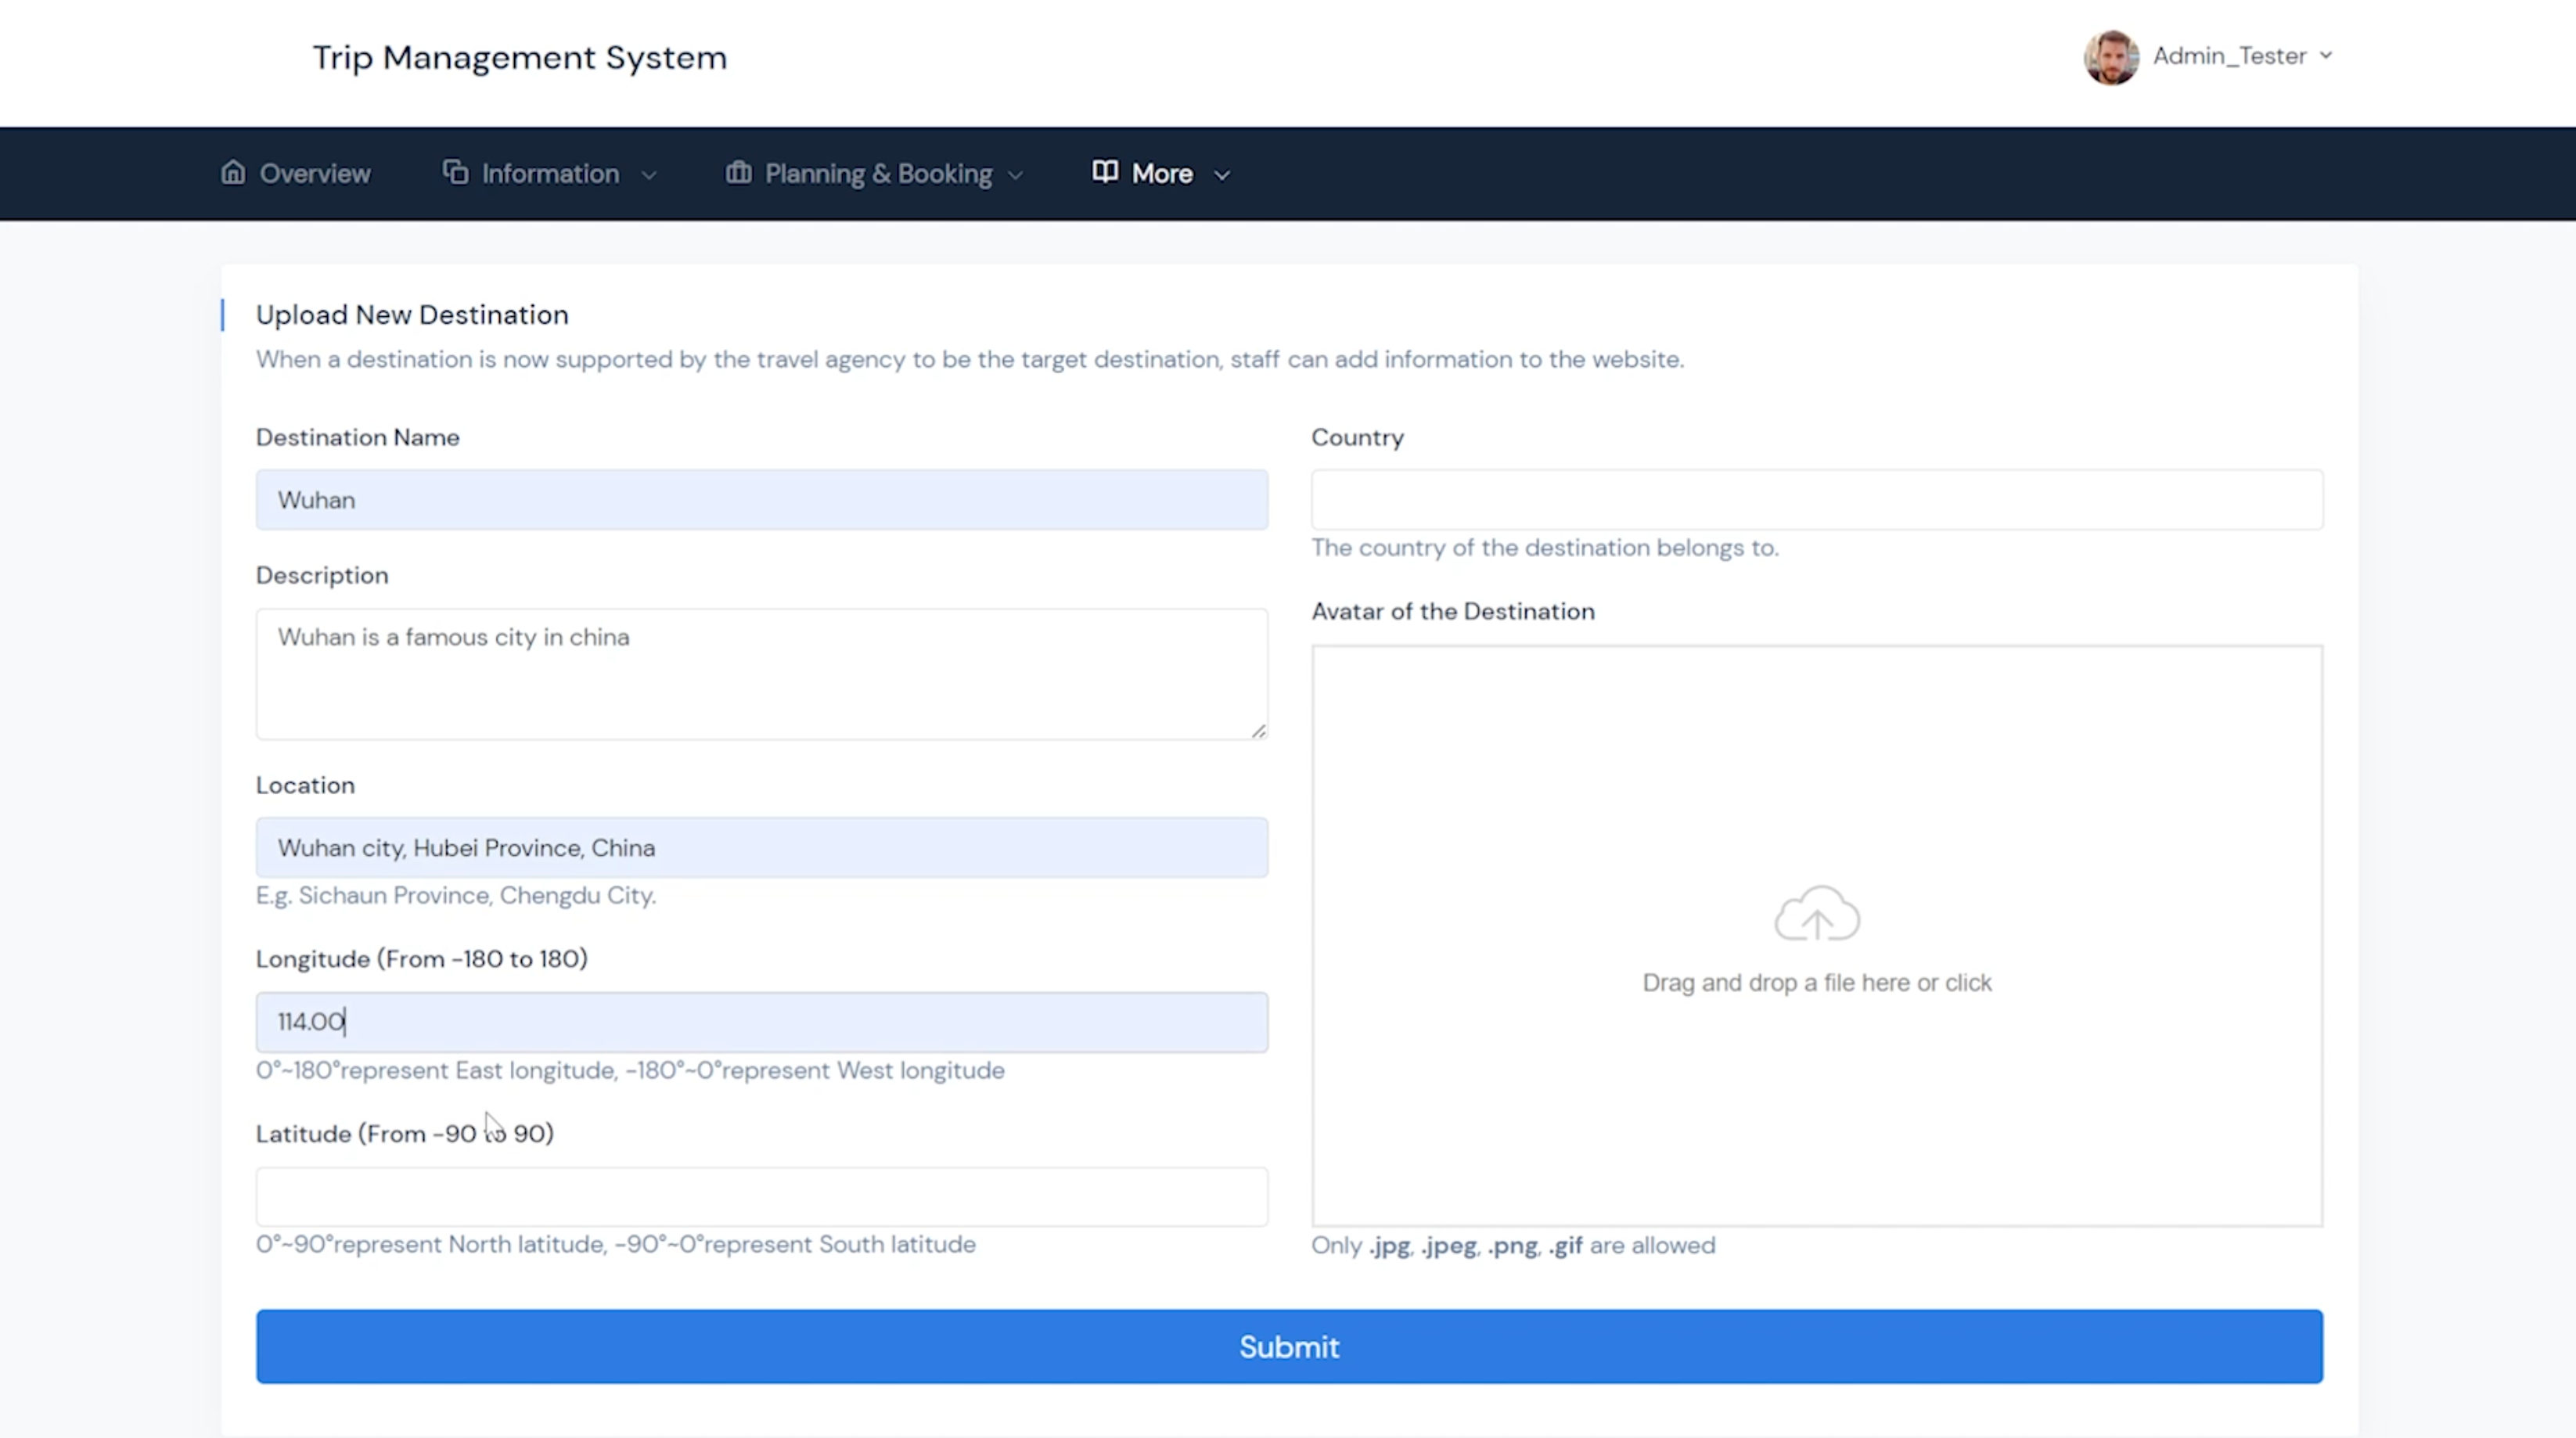 Trip Management System
Admin_Tester
Overview
Information
Planning & Booking
More
Upload New Destination
When a destination is now supported by the travel agency to be the target destination, staff can add information to the website.
Destination Name
Wuhan
Description
Wuhan is a famous city in china
Location
Wuhan city, Hubei Province, China
E.g. Sichaun Province, Chengdu City.
Longitude (From -180 to 180)
114.00
0°~180°represent East longitude, -180°~0°represent West longitude
Latitude (From -90 to 90)
0°~90°represent North latitude, -90°~0°represent South latitude
Country
The country of the destination belongs to.
Avatar of the Destination
Drag and drop a file here or click
Only .jpg, .jpeg, .png, .gif are allowed
Submit